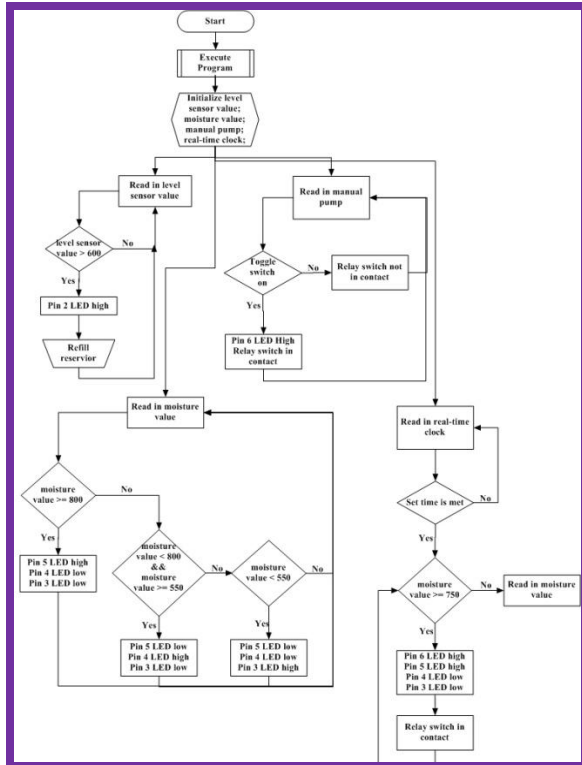 Start
Execute
Program
Initialize level
sensor value;
moisture value;
manual pump;
real-time clock;
Read in level
sensor value
level sensor
value > 600
No
Yes
Pin 2 LED high
Refill
reservior
Read in manual
pump
Toggle
switch
on
No
Relay switch not
in contact
Yes
Pin 6 LED High
Relay switch in
contact
Read in moisture
value
moisture
value >= 800
No
Yes
Pin 5 LED high
Pin 4 LED low
Pin 3 LED low
moisture
value < 800
&&
moisture
value >= 550
No
Yes
Pin 5 LED low
Pin 4 LED high
Pin 3 LED low
moisture
value < 550
No
Yes
Pin 5 LED low
Pin 4 LED low
Pin 3 LED high
Read in real-time
clock
Set time is met
No
Yes
moisture
value >= 750
No
Read in moisture
value
Yes
Pin 6 LED high
Pin 5 LED high
Pin 4 LED low
Pin 3 LED low
Relay switch in
contact